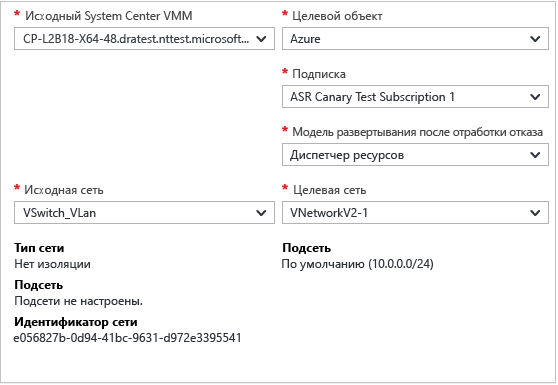 * Исходный System Center VMM
CP-L2B18-X64-48.dratest.nttest.microsoft...
* Целевой объект
Azure
* Подписка
ASR Canary Test Subscription 1
* Модель развертывания после отработки отказа
Диспетчер ресурсов
* Исходная сеть
VSwitch_VLan
* Целевая сеть
VNetworkV2-1
Тип сети
Нет изоляции
Подсеть
Подсети не настроены.
Идентификатор сети
e056827b-0d94-41bc-9631-d972e3395541
Подсеть
По умолчанию (10.0.0.0/24)